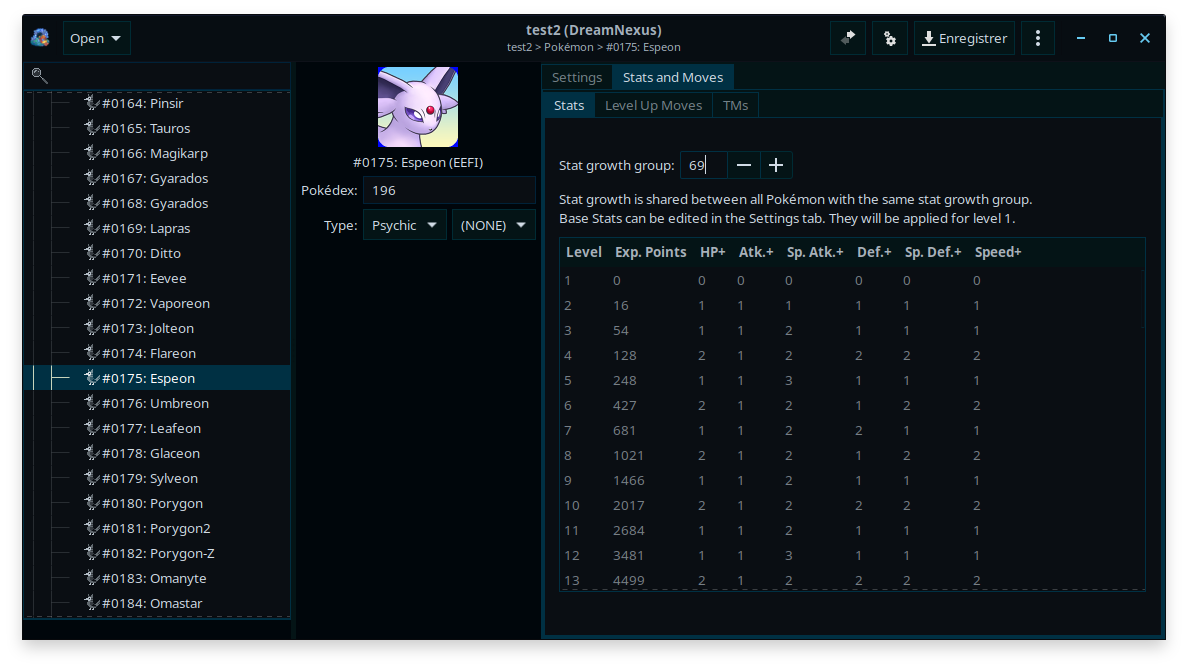 Open
test2 (DreamNexus)
test2 > Pokémon > #0175: Espeon
Enregistrer
#0164: Pinsir
#0165: Tauros
#0166: Magikarp
#0167: Gyarados
#0168: Gyarados
#0169: Lapras
#0170: Ditto
#0171: Eevee
#0172: Vaporeon
#0173: Jolteon
#0174: Flareon
#0175: Espeon
#0176: Umbreon
#0177: Leafeon
#0178: Glaceon
#0179: Sylveon
#0180: Porygon
#0181: Porygon2
#0182: Porygon-Z
#0183: Omanyte
#0184: Omastar
#0175: Espeon (EEFI)
Pokédex: 196
Type: Psychic (NONE)
Settings Stats and Moves
Stats Level Up Moves TMs
Stat growth group: 69
Stat growth is shared between all Pokémon with the same stat growth group.
Base Stats can be edited in the Settings tab. They will be applied for level 1.
Level Exp. Points HP+ Atk.+ Sp. Atk.+ Def.+ Sp. Def.+ Speed+
1 0 0 0 0 0 0 0
2 16 1 1 1 1 1 1
3 54 1 1 2 1 1 1
4 128 2 1 2 2 2 2
5 248 1 1 3 1 1 1
6 427 2 1 2 1 2 2
7 681 1 1 2 2 1 1
8 1021 2 1 2 1 2 2
9 1466 1 1 2 1 1 1
10 2017 2 1 2 2 2 2
11 2684 1 1 2 1 1 1
12 3481 1 1 3 1 1 1
13 4499 2 1 2 2 2 2